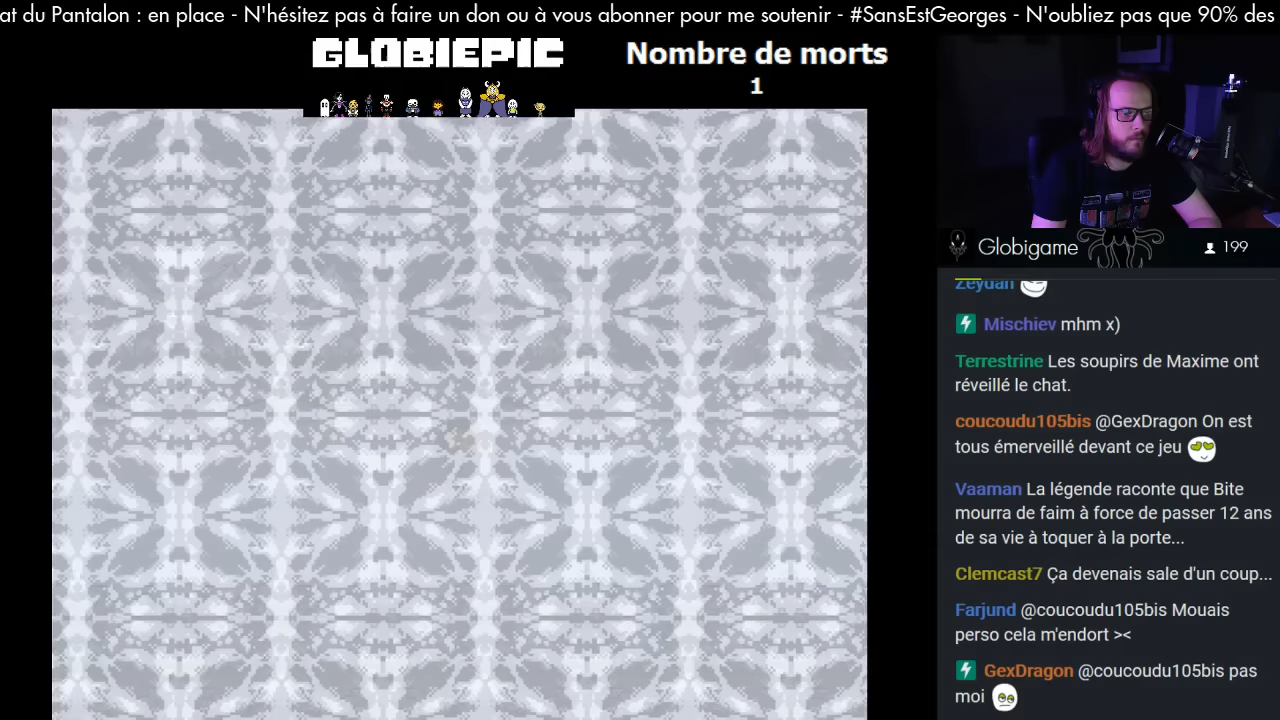 at du Pantalon : en place - N'hésitez pas à faire un don ou à vous abonner pour me soutenir - #SansEstGeorges - N'oubliez pas que 90% des
GLOBIEPIC
Nombre de morts
1
Globigame
199
Zeydan
Mischiev mhm x)
Terrestrine Les soupirs de Maxime ont
réveillé le chat.
coucoudu105bis @GexDragon On est
tous émerveillé devant ce jeu
Vaaman La légende raconte que Bite
mourra de faim à force de passer 12 ans
de sa vie à toquer à la porte...
Clemcast7 Ça devenais sale d'un coup...
Farjund @coucoudu105bis Mouais
perso cela m'endort ><
GexDragon @coucoudu105bis pas
moi